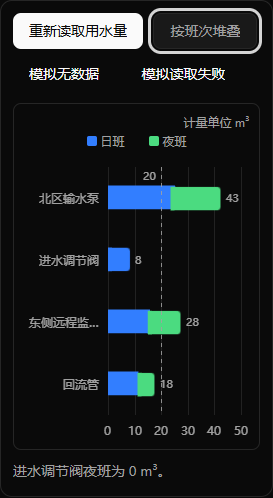 重新读取用水量 按班次堆叠
模拟无数据 模拟读取失败
计量单位 m³
日班 夜班
20
北区输水泵 43
进水调节阀 8
东侧远程监... 28
回流管 18
0 10 20 30 40 50
进水调节阀夜班为 0 m³。